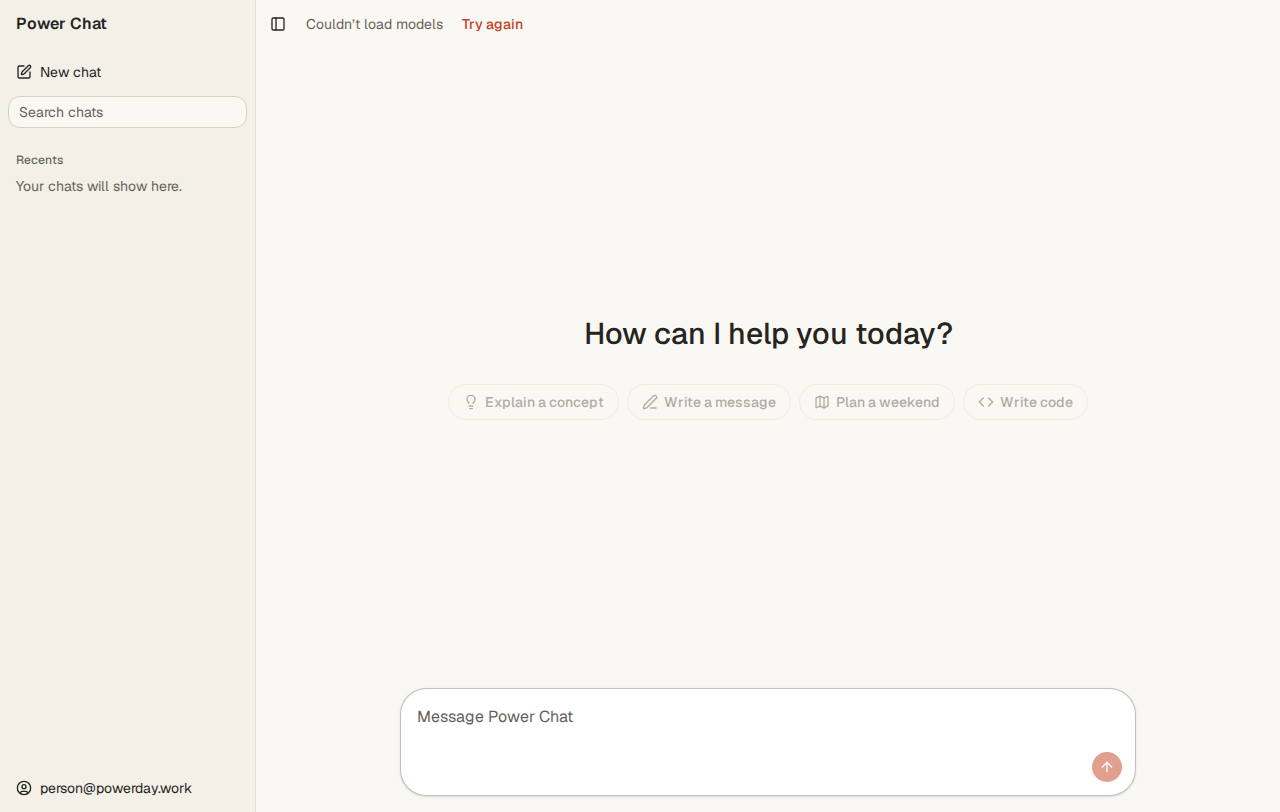 Power Chat
New chat
Search chats
Recents
Your chats will show here.
person@powerday.work
Couldn't load models
Try again
How can I help you today?
Explain a concept
Write a message
Plan a weekend
Write code
Message Power Chat